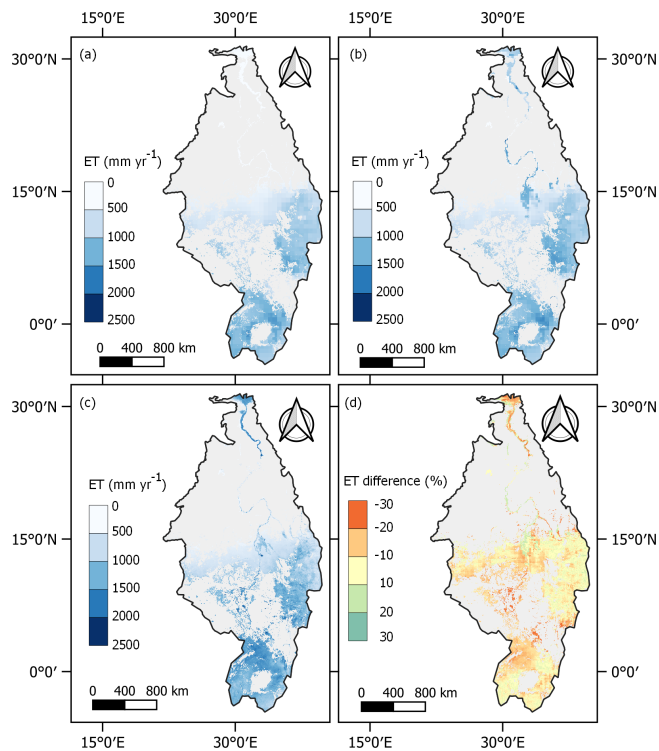 15°0′E 30°0′E 15°0′E 30°0′E
30°0′N (a) (b) 30°0′N
ET (mm yr⁻¹) ET (mm yr⁻¹)
0 0
15°0′N 500 500 15°0′N
1000 1000
1500 1500
2000 2000
2500 2500
0°0′ 0°0′
0 400 800 km 0 400 800 km
30°0′N (c) (d) 30°0′N
ET (mm yr⁻¹) ET difference (%)
0 -30
500 -20
15°0′N 1000 -10 15°0′N
1500 10
2000 20
2500 30
0°0′ 0°0′
0 400 800 km 0 400 800 km
15°0′E 30°0′E 15°0′E 30°0′E